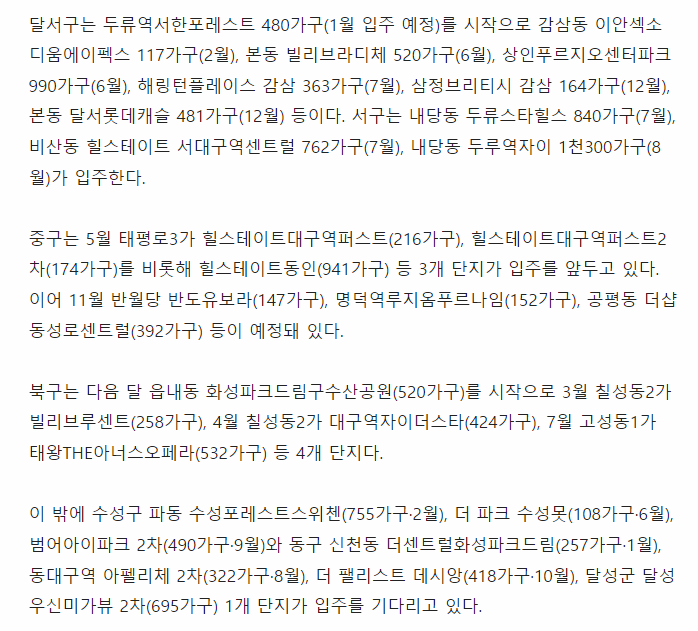 달서구는 두류역서한포레스트 480가구(1월 입주 예정)를 시작으로 감삼동 이안섹소
디움에이펙스 117가구(2월), 본동 빌리브라디체 520가구(6월), 상인푸르지오센터파크
990가구(6월), 해링턴플레이스 감삼 363가구(7월), 삼정브리티시 감삼 164가구(12월),
본동 달서롯데캐슬 481가구(12월) 등이다. 서구는 내당동 두류스타힐스 840가구(7월),
비산동 힐스테이트 서대구역센트럴 762가구(7월), 내당동 두루역자이 1천300가구(8
월)가 입주한다.
중구는 5월 태평로3가 힐스테이트대구역퍼스트(216가구), 힐스테이트대구역퍼스트2
차(174가구)를 비롯해 힐스테이트동인(941가구) 등 3개 단지가 입주를 앞두고 있다.
이어 11월 반월당 반도유보라(147가구), 명덕역루지움푸르나임(152가구), 공평동 더샵
동성로센트럴(392가구) 등이 예정돼 있다.
북구는 다음 달 읍내동 화성파크드림구수산공원(520가구)를 시작으로 3월 칠성동2가
빌리브루센트(258가구), 4월 칠성동2가 대구역자이더스타(424가구), 7월 고성동1가
태왕THE아너스오페라(532가구) 등 4개 단지다.
이 밖에 수성구 파동 수성포레스트스위첸(755가구·2월), 더 파크 수성못(108가구·6월),
범어아이파크 2차(490가구·9월)와 동구 신천동 더센트럴화성파크드림(257가구·1월),
동대구역 아펠리체 2차(322가구·8월), 더 팰리스트 데시앙(418가구·10월), 달성군 달성
우신미가뷰 2차(695가구) 1개 단지가 입주를 기다리고 있다.